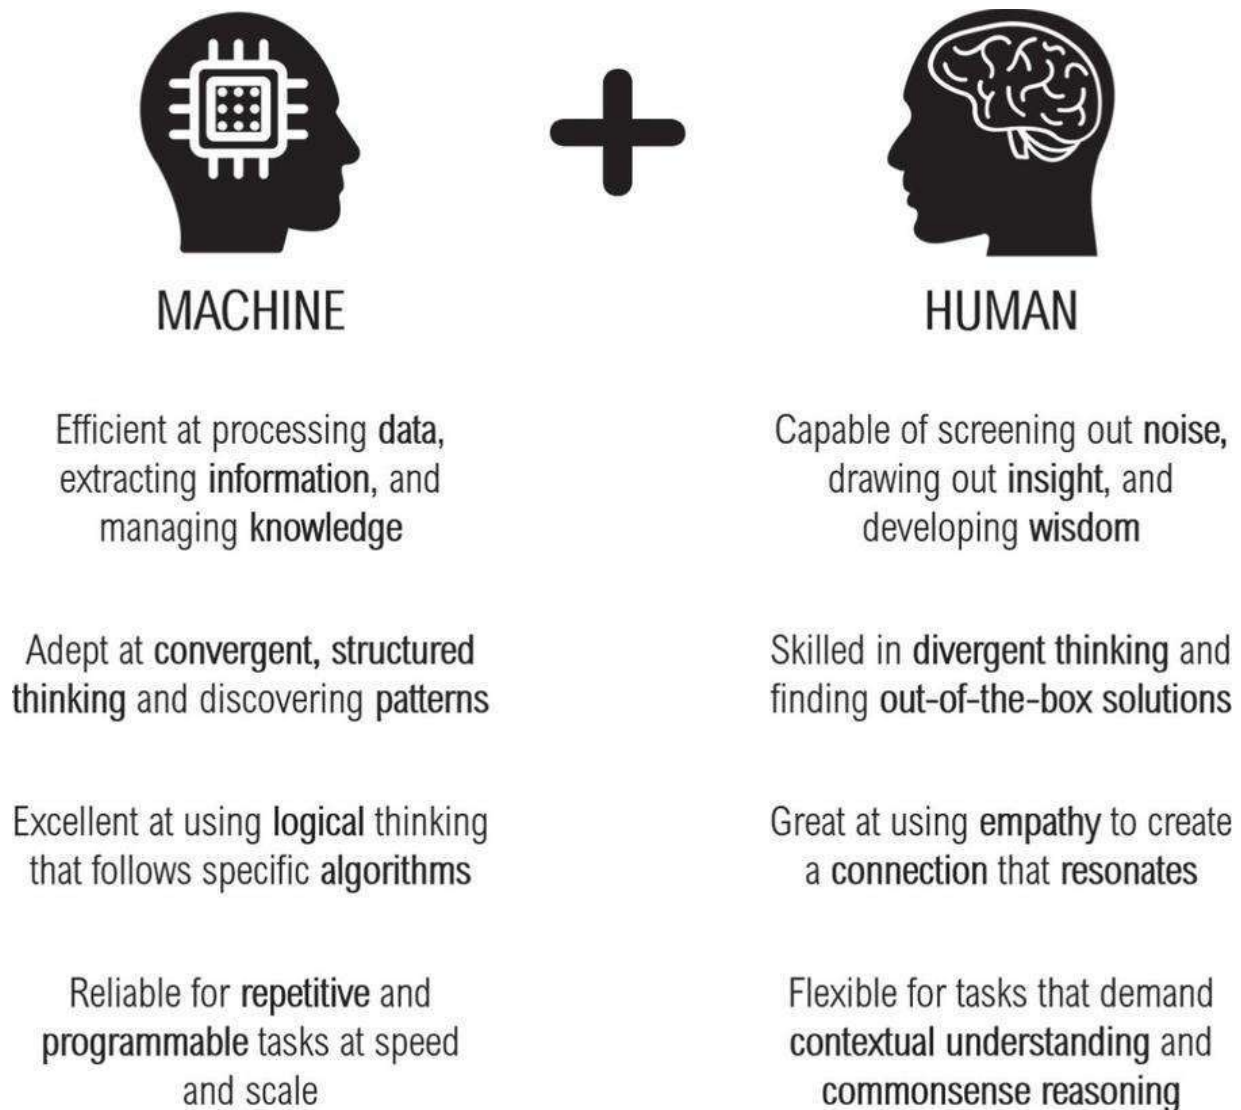 MACHINE
Efficient at processing data,
extracting information, and
managing knowledge
Adept at convergent, structured
thinking and discovering patterns
Excellent at using logical thinking
that follows specific algorithms
Reliable for repetitive and
programmable tasks at speed
and scale
HUMAN
Capable of screening out noise,
drawing out insight, and
developing wisdom
Skilled in divergent thinking and
finding out-of-the-box solutions
Great at using empathy to create
a connection that resonates
Flexible for tasks that demand
contextual understanding and
commonsense reasoning